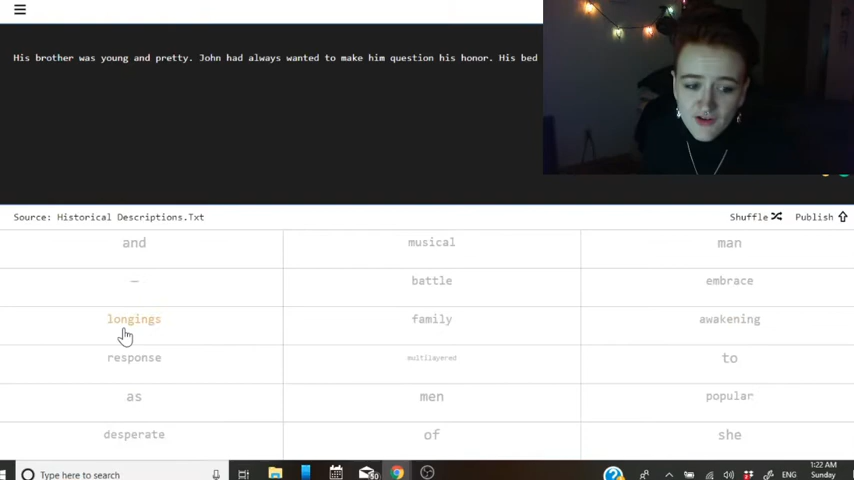 His brother was young and pretty. John had always wanted to make him question his honor. His bed
Source: Historical Descriptions.Txt
Shuffle
Publish
and musical man
— battle embrace
longings family awakening
response multilayered to
as men popular
desperate of she
Type here to search
50
ENG
1:22 AM
Sunday